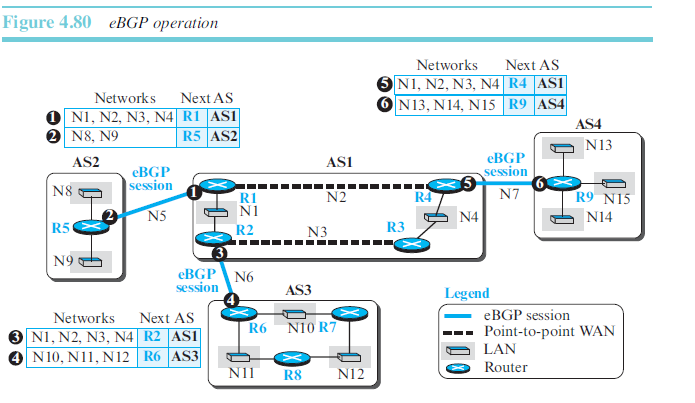 Figure 4.80 eBGP operation
Networks Next AS
5 N1, N2, N3, N4 R4 AS1
6 N13, N14, N15 R9 AS4
Networks Next AS
1 N1, N2, N3, N4 R1 AS1
2 N8, N9 R5 AS2
AS2
AS1
AS4
eBGP
session
eBGP
session
N8
R5
N9
2
N5
1
R1
N1
R2
N2
N3
R4
R3
N4
5
N7
6
N13
R9
N15
N14
3
eBGP
session
N6
4
AS3
R6
N10
R7
N11
R8
N12
Networks Next AS
3 N1, N2, N3, N4 R2 AS1
4 N10, N11, N12 R6 AS3
Legend
eBGP session
Point-to-point WAN
LAN
Router